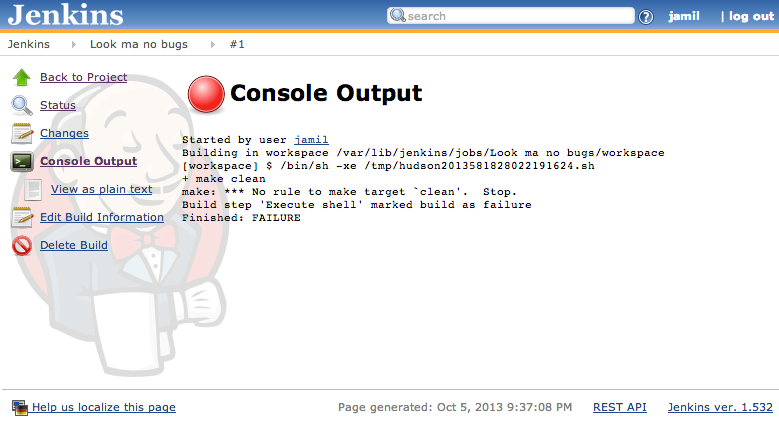 Jenkins
search
jamil
| log out
Jenkins
Look ma no bugs
#1
Back to Project
Status
Changes
Console Output
View as plain text
Edit Build Information
Delete Build
Console Output
Started by user jamil
Building in workspace /var/lib/jenkins/jobs/Look ma no bugs/workspace
[workspace] $ /bin/sh -xe /tmp/hudson2013581828022191624.sh
+ make clean
make: *** No rule to make target `clean'.  Stop.
Build step 'Execute shell' marked build as failure
Finished: FAILURE
Help us localize this page
Page generated: Oct 5, 2013 9:37:08 PM
REST API
Jenkins ver. 1.532